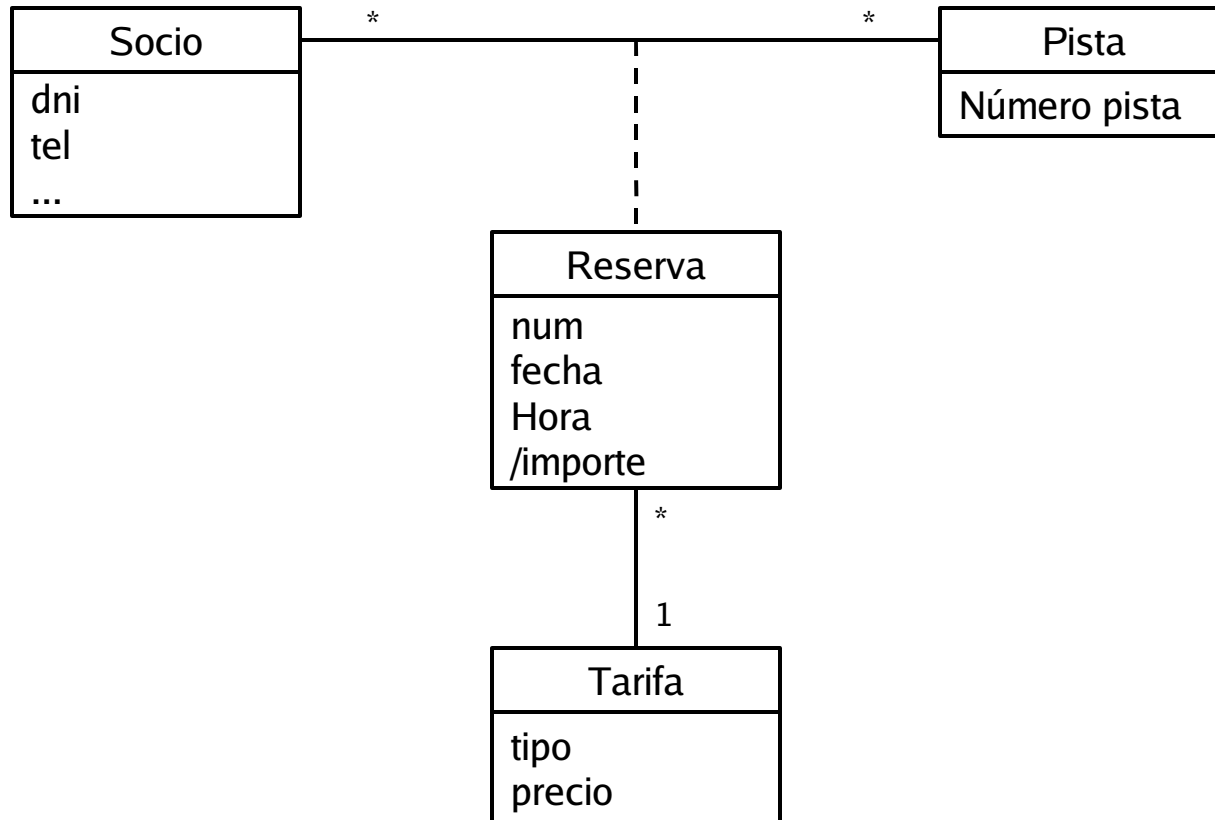 * *
Socio
Pista
dni
tel
...
Número pista
Reserva
num
fecha
Hora
/importe
*
1
Tarifa
tipo
precio